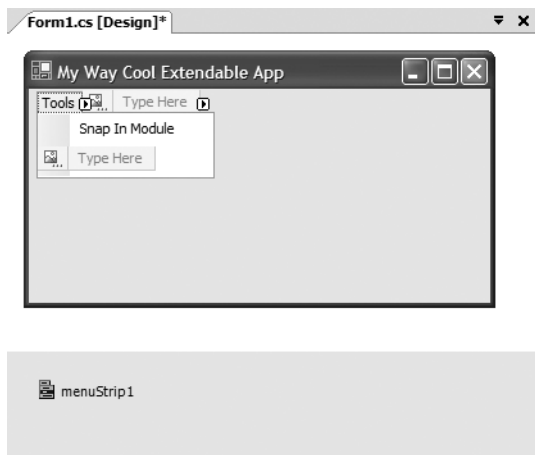 Form1.cs [Design]*
My Way Cool Extendable App
Tools Type Here
Snap In Module
Type Here
menuStrip1